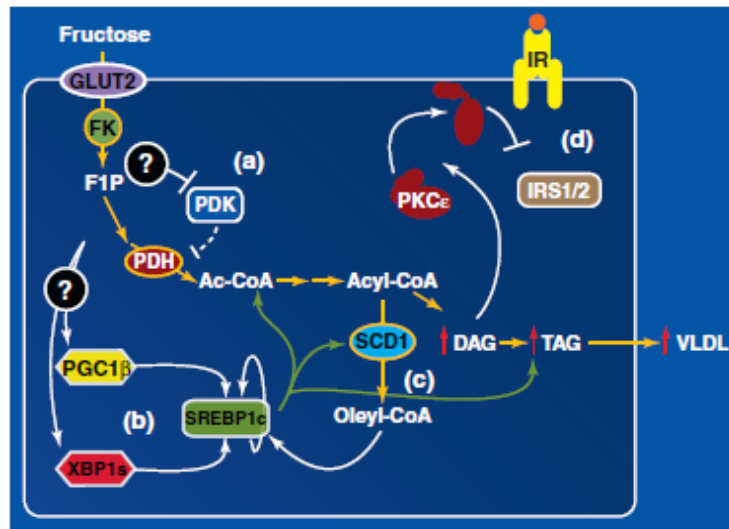 Fructose
GLUT2
IR
FK
?
(a)
(d)
F1P
PDK
PKCε
IRS1/2
PDH
Ac-CoA
Acyl-CoA
?
SCD1
DAG
TAG
VLDL
PGC1β
(c)
(b)
SREBP1c
Oleyl-CoA
XBP1s